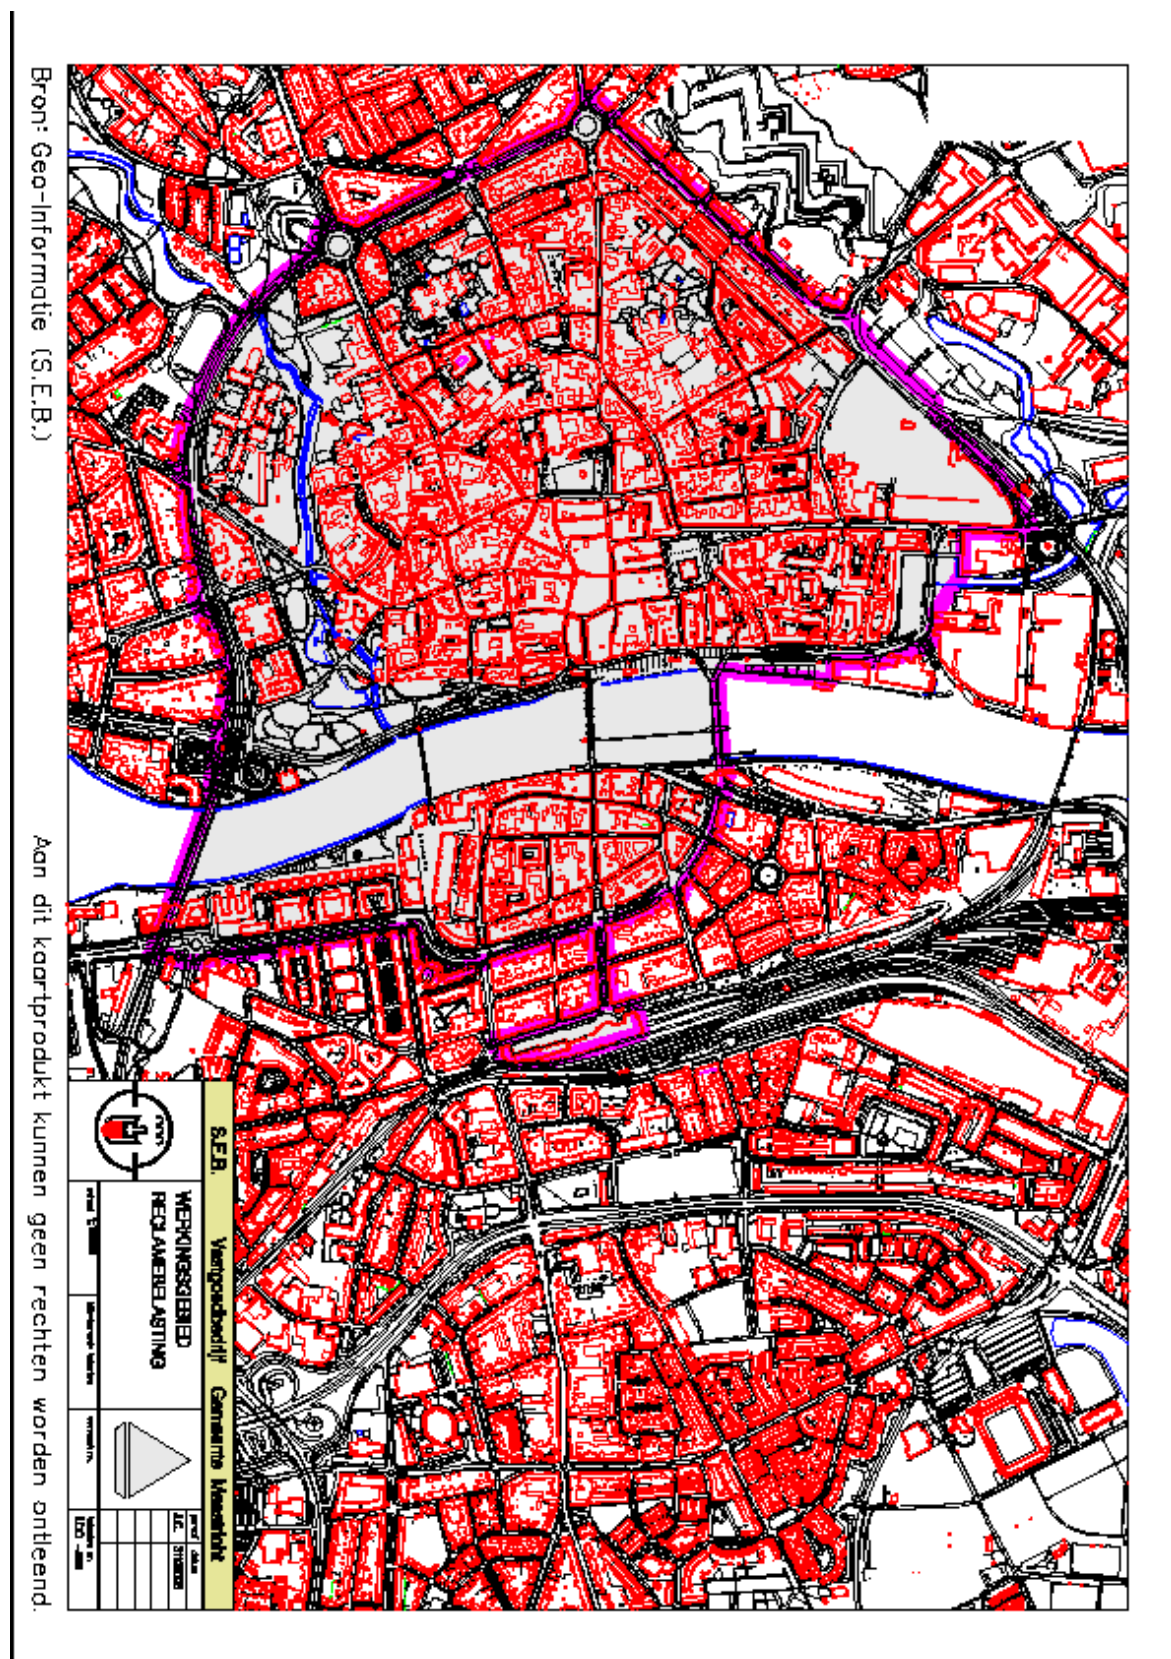 Bron: Geo-Informatie (S.E.B.)
Aan dit kaartprodukt kunnen geen rechten worden ontleend.
S.E.B. Vastgoedbedrijf Gemeente Maastricht
WERKINGSGEBIED
RECLAMEBELASTING